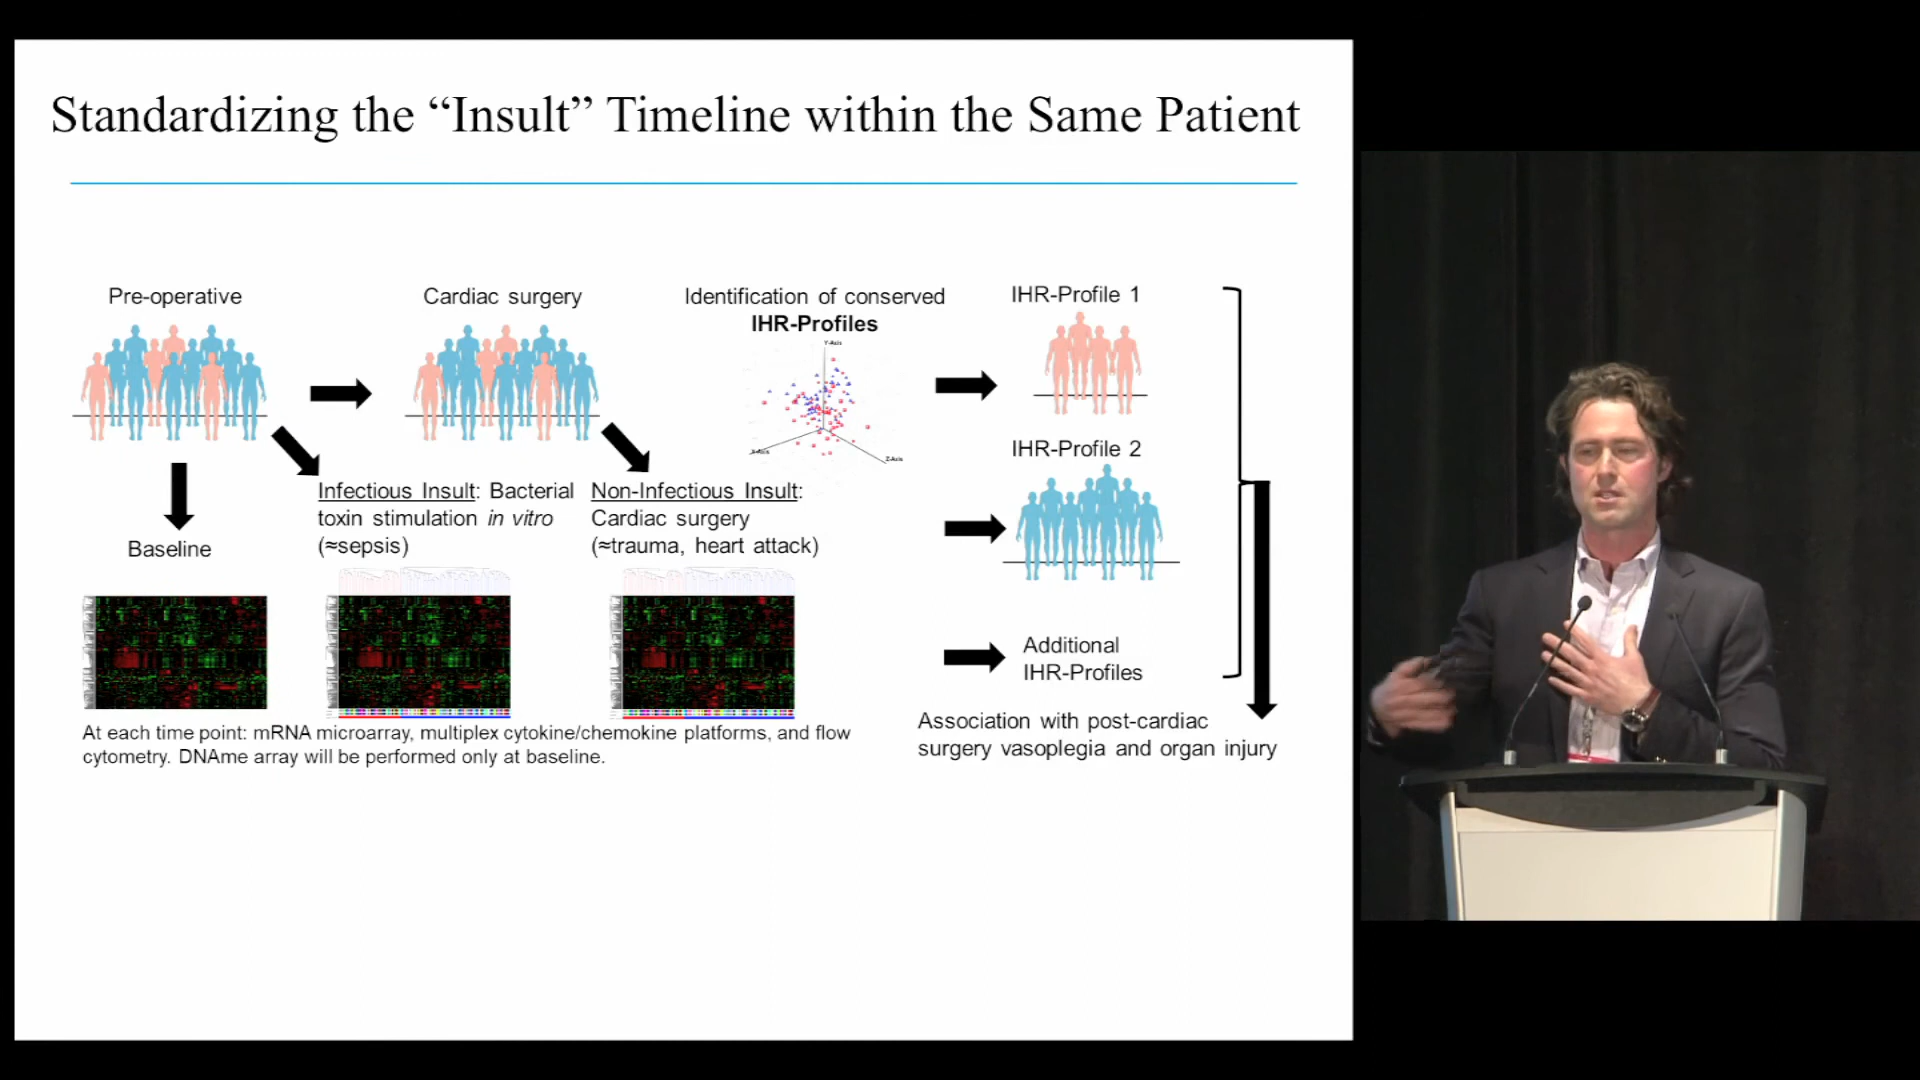 Standardizing the “Insult” Timeline within the Same Patient
Pre-operative
Cardiac surgery
Identification of conserved
IHR-Profiles
Y-Axis
X-Axis
Z-Axis
IHR-Profile 1
IHR-Profile 2
Additional
IHR-Profiles
Baseline
Infectious Insult: Bacterial
toxin stimulation in vitro
(≈sepsis)
Non-Infectious Insult:
Cardiac surgery
(≈trauma, heart attack)
At each time point: mRNA microarray, multiplex cytokine/chemokine platforms, and flow
cytometry. DNAme array will be performed only at baseline.
Association with post-cardiac
surgery vasoplegia and organ injury